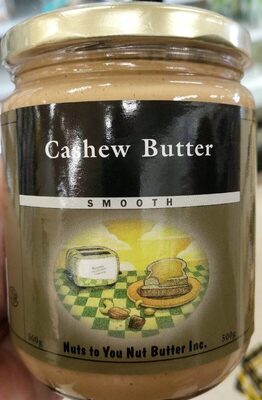 Cashew Butter
SMOOTH
500g
500g
Nuts to You Nut Butter Inc.